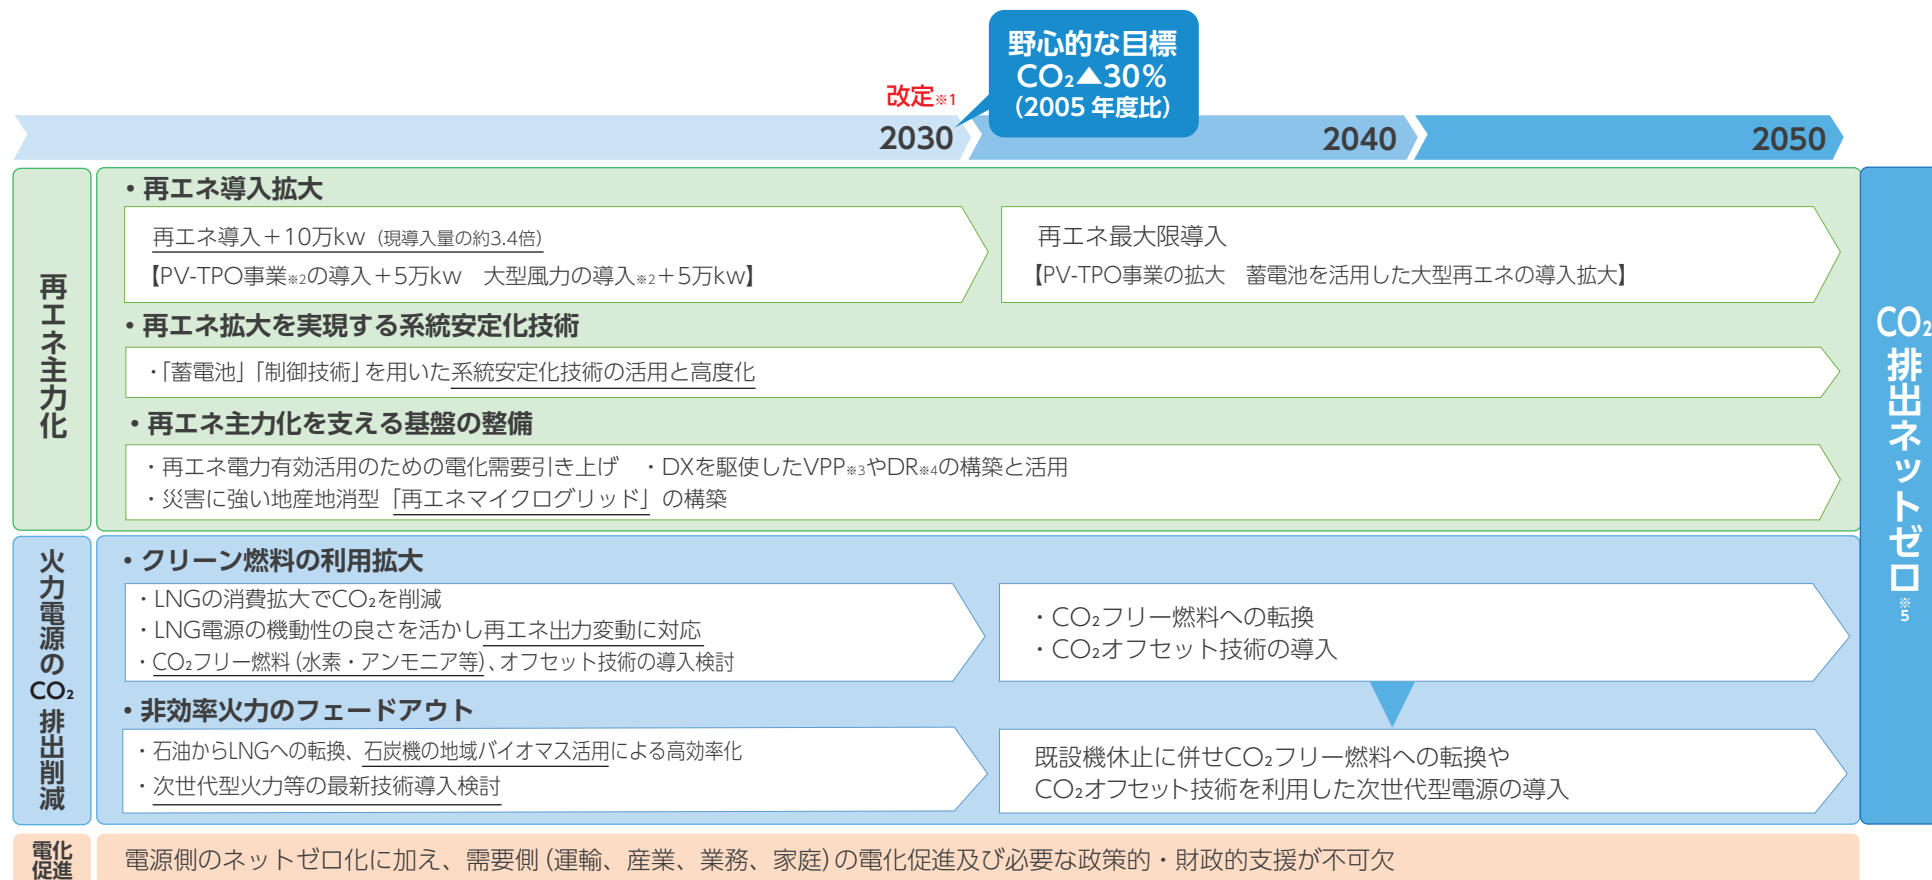 野心的な目標
CO₂▲30%
(2005 年度比)
改定※1
2030
2040
2050
再エネ主力化
・再エネ導入拡大
再エネ導入＋10万kw (現導入量の約3.4倍)
【PV-TPO事業※2の導入＋5万kw　大型風力の導入※2＋5万kw】
再エネ最大限導入
【PV-TPO事業の拡大　蓄電池を活用した大型再エネの導入拡大】
・再エネ拡大を実現する系統安定化技術
・「蓄電池」「制御技術」を用いた系統安定化技術の活用と高度化
・再エネ主力化を支える基盤の整備
・再エネ電力有効活用のための電化需要引き上げ　・DXを駆使したVPP※3やDR※4の構築と活用
・災害に強い地産地消型「再エネマイクログリッド」の構築
火力電源のCO₂排出削減
・クリーン燃料の利用拡大
・LNGの消費拡大でCO₂を削減
・LNG電源の機動性の良さを活かし再エネ出力変動に対応
・CO₂フリー燃料(水素・アンモニア等)、オフセット技術の導入検討
・CO₂フリー燃料への転換
・CO₂オフセット技術の導入
・非効率火力のフェードアウト
・石油からLNGへの転換、石炭機の地域バイオマス活用による高効率化
・次世代型火力等の最新技術導入検討
既設機休止に併せCO₂フリー燃料への転換や
CO₂オフセット技術を利用した次世代型電源の導入
電化
促進
電源側のネットゼロ化に加え、需要側(運輸、産業、業務、家庭)の電化促進及び必要な政策的・財政的支援が不可欠
CO₂排出ネットゼロ※5